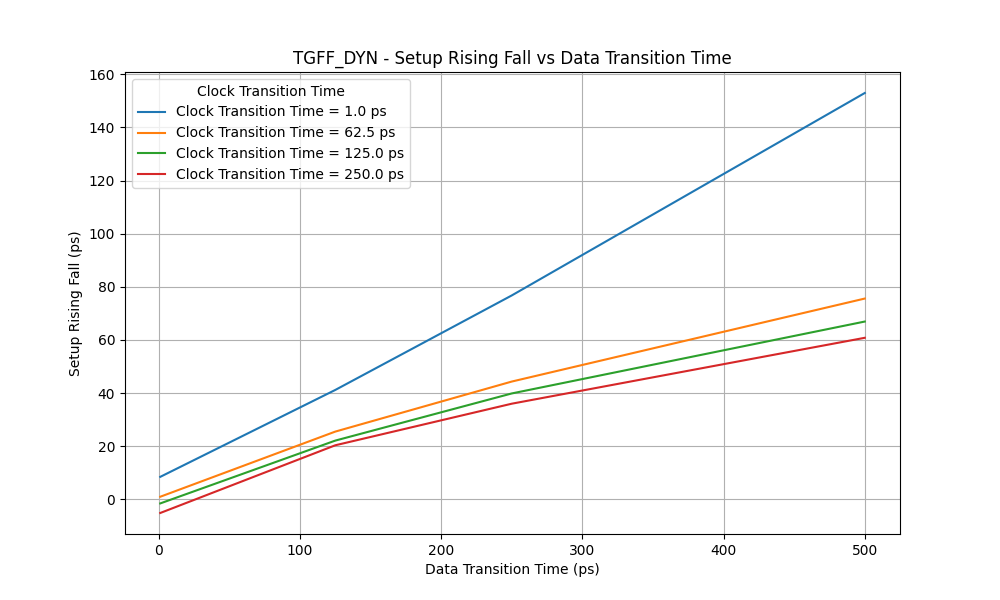 TGFF_DYN - Setup Rising Fall vs Data Transition Time
Clock Transition Time
Clock Transition Time = 1.0 ps
Clock Transition Time = 62.5 ps
Clock Transition Time = 125.0 ps
Clock Transition Time = 250.0 ps
Setup Rising Fall (ps)
160
140
120
100
80
60
40
20
0
0 100 200 300 400 500
Data Transition Time (ps)